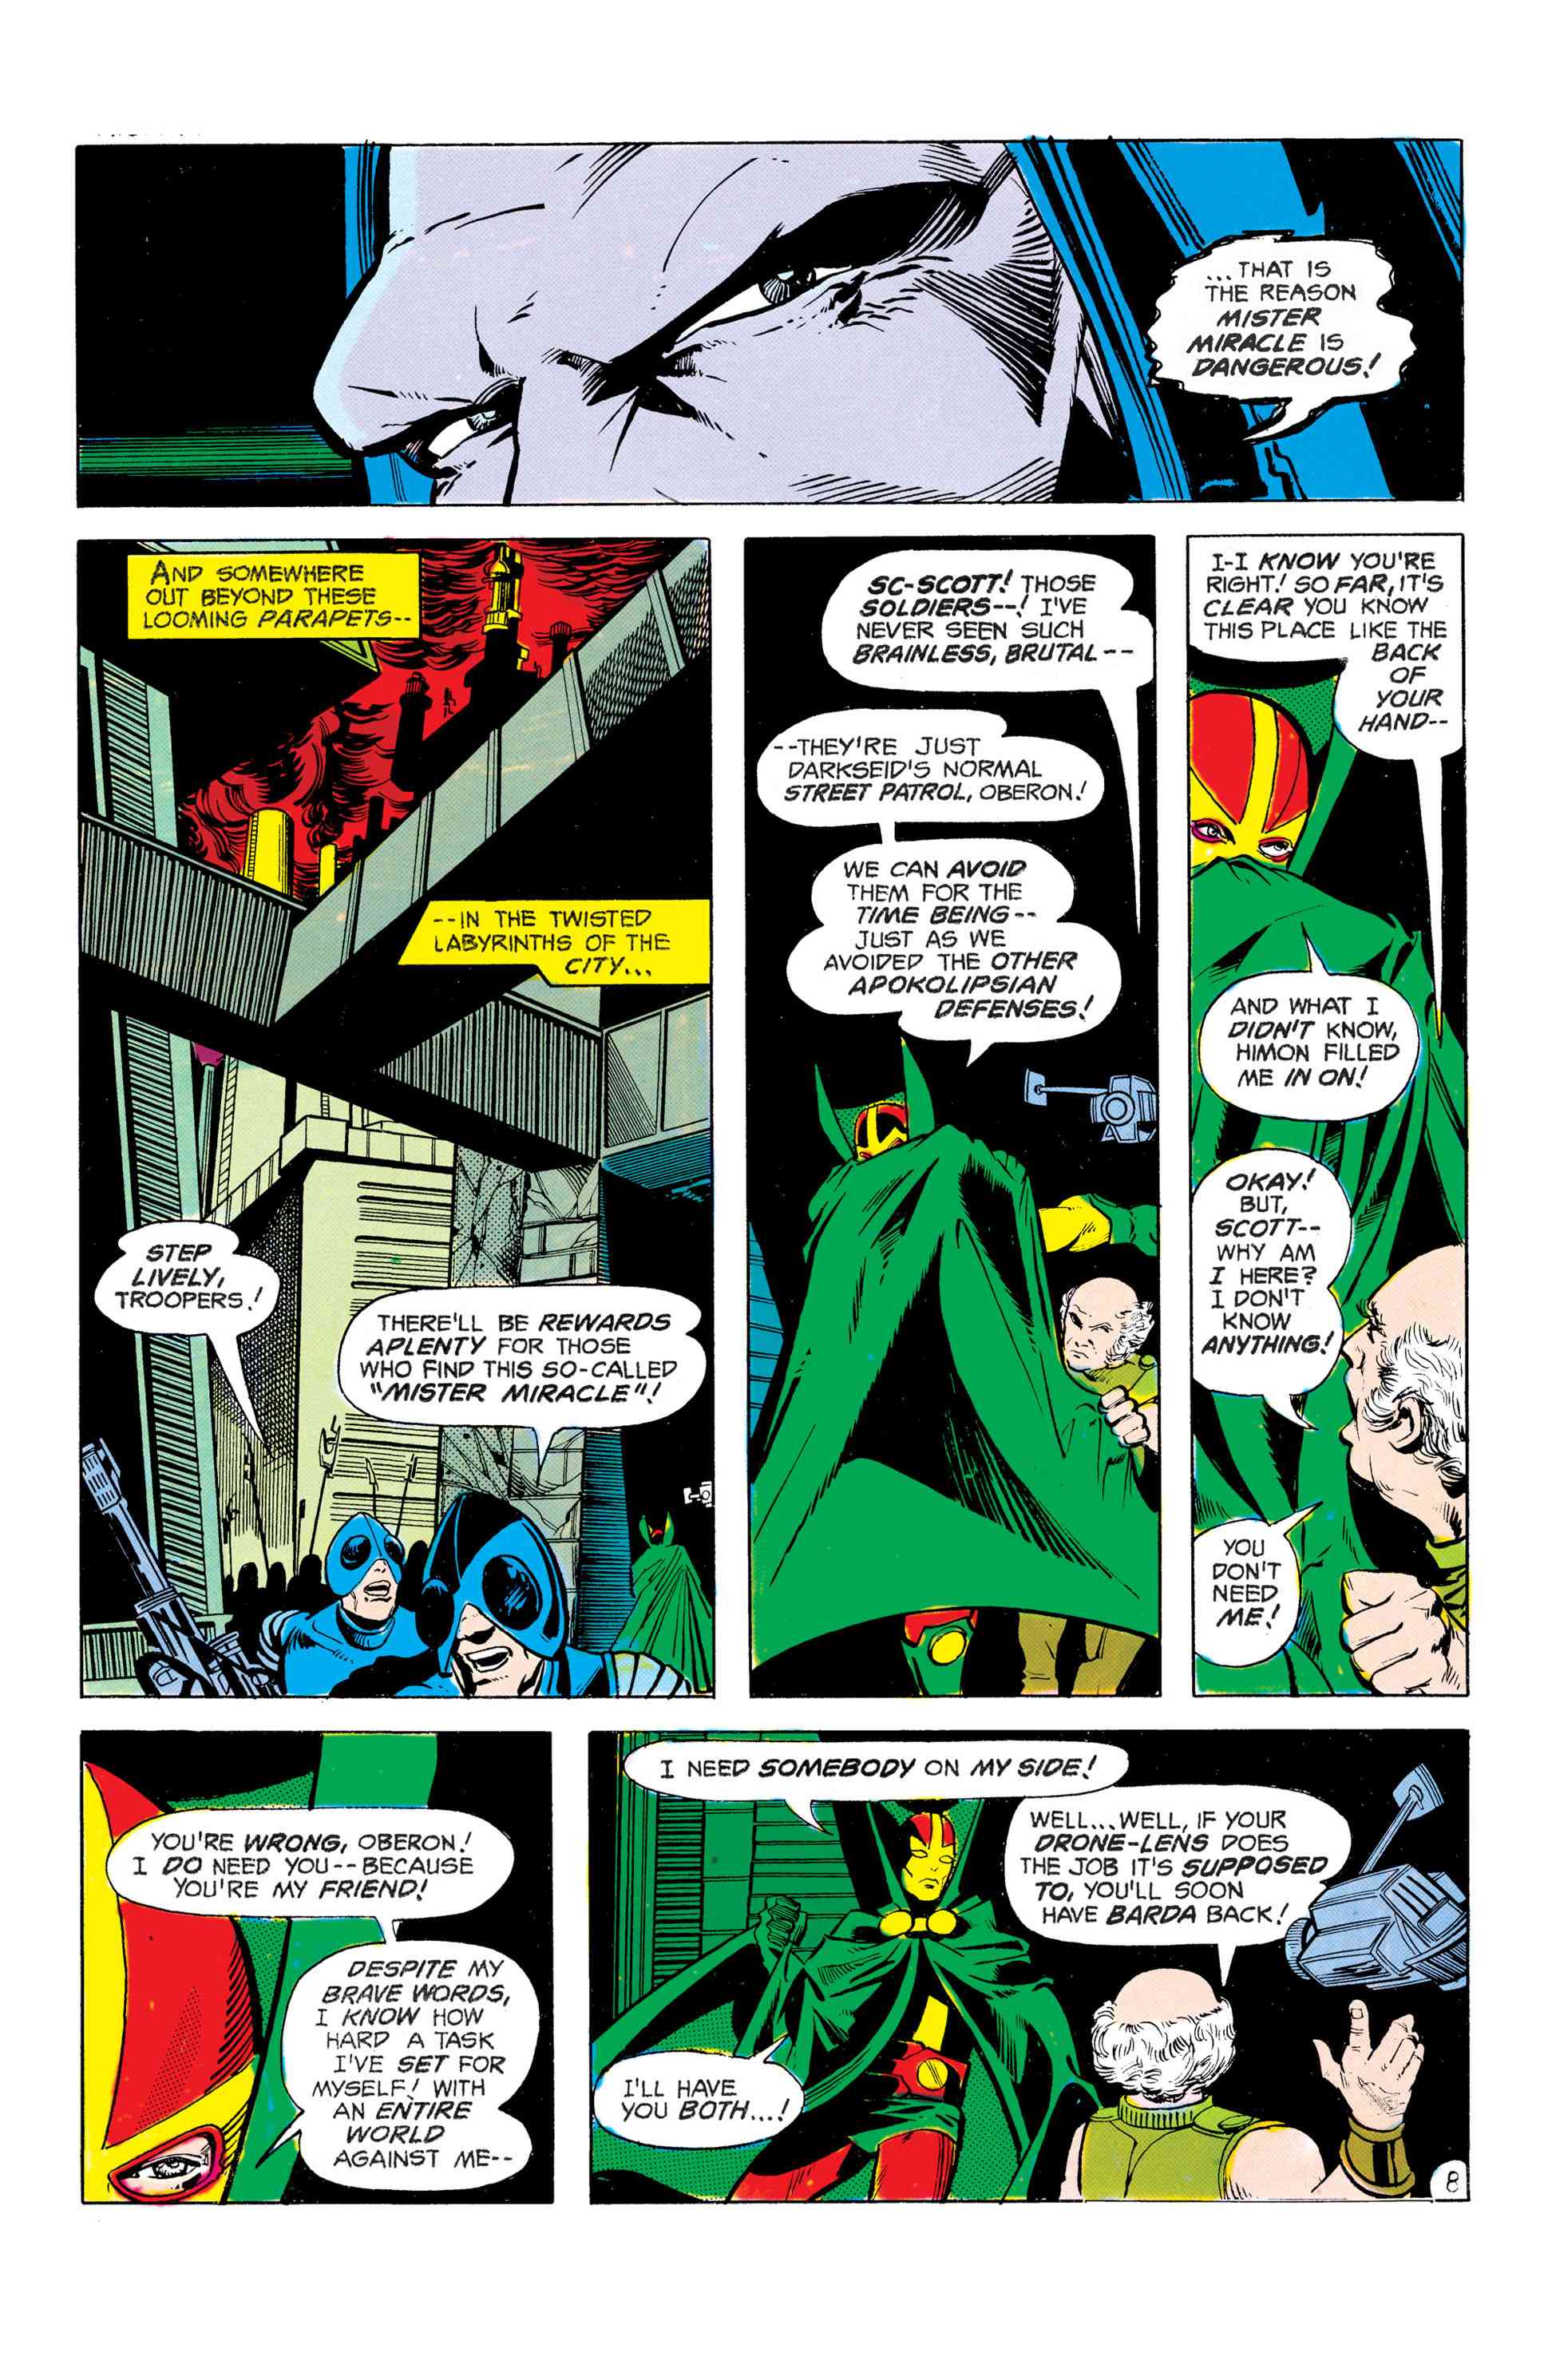 ...THAT IS
THE REASON
MISTER
MIRACLE IS
DANGEROUS!
AND SOMEWHERE
OUT BEYOND THESE
LOOMING PARAPETS--
--IN THE TWISTED
LABYRINTHS OF THE
CITY...
STEP
LIVELY,
TROOPERS!
THERE'LL BE REWARDS
APLENTY FOR THOSE
WHO FIND THIS SO-CALLED
"MISTER MIRACLE"!
SC-SCOTT! THOSE
SOLDIERS--! I'VE
NEVER SEEN SUCH
BRAINLESS, BRUTAL--
--THEY'RE JUST
DARKSEID'S NORMAL
STREET PATROL, OBERON!
WE CAN AVOID
THEM FOR THE
TIME BEING--
JUST AS WE
AVOIDED THE OTHER
APOKOLIPSIAN
DEFENSES!
I-I KNOW YOU'RE
RIGHT! SO FAR, IT'S
CLEAR YOU KNOW
THIS PLACE LIKE THE
BACK
OF
YOUR
HAND--
AND WHAT I
DIDN'T KNOW,
HIMON FILLED
ME IN ON!
OKAY!
BUT,
SCOTT--
WHY AM
I HERE?
I DON'T
KNOW
ANYTHING!
YOU
DON'T
NEED
ME!
YOU'RE WRONG, OBERON!
I DO NEED YOU--BECAUSE
YOU'RE MY FRIEND!
DESPITE MY
BRAVE WORDS,
I KNOW HOW
HARD A TASK
I'VE SET FOR
MYSELF! WITH
AN ENTIRE
WORLD
AGAINST ME--
I NEED SOMEBODY ON MY SIDE!
WELL...WELL, IF YOUR
DRONE-LENS DOES
THE JOB IT'S SUPPOSED
TO, YOU'LL SOON
HAVE BARDA BACK!
I'LL HAVE
YOU BOTH...!
8